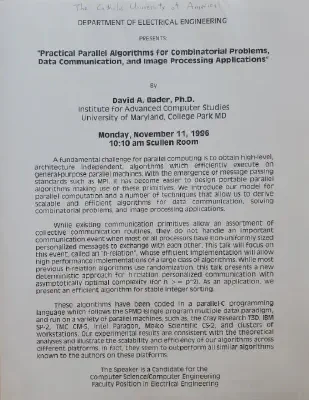 The Catholic University of America
DEPARTMENT OF ELECTRICAL ENGINEERING
PRESENTS
"Practical Parallel Algorithms for Combinatorial Problems,
Data Communication, and Image Processing Applications"
By
David A. Bader, Ph.D.
Institute for Advanced Computer Studies
University of Maryland, College Park MD
Monday, November 11, 1996
10:10 am Scullen Room
A fundamental challenge for parallel computing is to obtain high-level,
architecture independent, algorithms which efficiently execute on
general-purpose parallel machines. With the emergence of message passing
standards such as MPI, it has become easier to design portable parallel
algorithms making use of these primitives. We introduce our model for
parallel computation and a number of techniques that allow us to derive
scalable and efficient algorithms for data communication, solving
combinatorial problems, and image processing applications.
While existing communication primitives allow an assortment of
collective communication routines, they do not handle an important
communication event when most or all processors have non-uniformly sized
personalized messages to exchange with each other. This talk will focus on
this event, called an "h-relation", whose efficient implementation will allow
high performance implementations of a large class of algorithms. While most
previous h-relation algorithms use randomization, this talk presents a new
deterministic approach for h-relation personalized communication with
asymptotically optimal complexity (for n >= p^2). As an application, we
present an efficient algorithm for stable integer sorting.
These algorithms have been coded in a parallel-C programming
language which follows the SPMD (single program multiple data) paradigm,
and run on a variety of parallel machines, such as, the Cray Research T3D, IBM
SP-2, TMC CM-5, Intel Paragon, Meiko Scientific CS-2, and clusters of
workstations. Our experimental results are consistent with the theoretical
analyses and illustrate the scalability and efficiency of our algorithms across
different platforms. In fact, they seem to outperform all similar algorithms
known to the authors on these platforms.
The Speaker is a Candidate for the
Computer Science/Computer Engineering
Faculty Position in Electrical Engineering